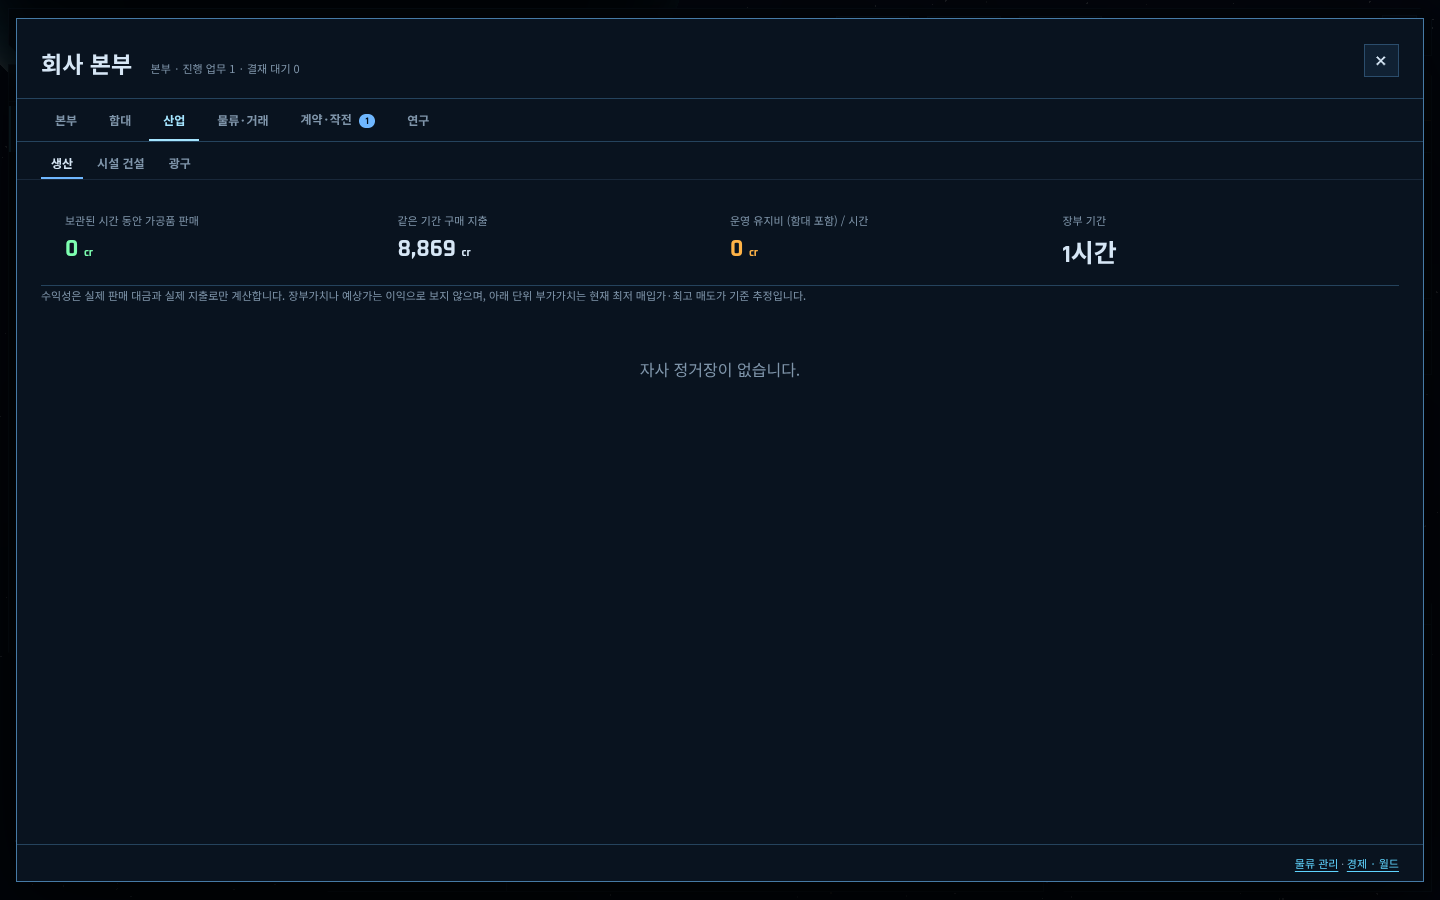 회사 본부 본부 · 진행 업무 1 · 결재 대기 0
×
본부 함대 산업 물류·거래 계약·작전 1 연구
생산 시설 건설 광구
보관된 시간 동안 가공품 판매 같은 기간 구매 지출 운영 유지비 (함대 포함) / 시간 장부 기간
0 cr 8,869 cr 0 cr 1시간
수익성은 실제 판매 대금과 실제 지출로만 계산합니다. 장부가치나 예상가는 이익으로 보지 않으며, 아래 단위 부가가치는 현재 최저 매입가·최고 매도가 기준 추정입니다.
자사 정거장이 없습니다.
물류 관리 · 경제 · 월드